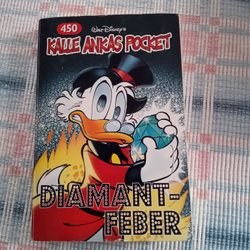 450
Walt Disney's
KALLE ANKAS POCKET
DIAMANT-
FEBER